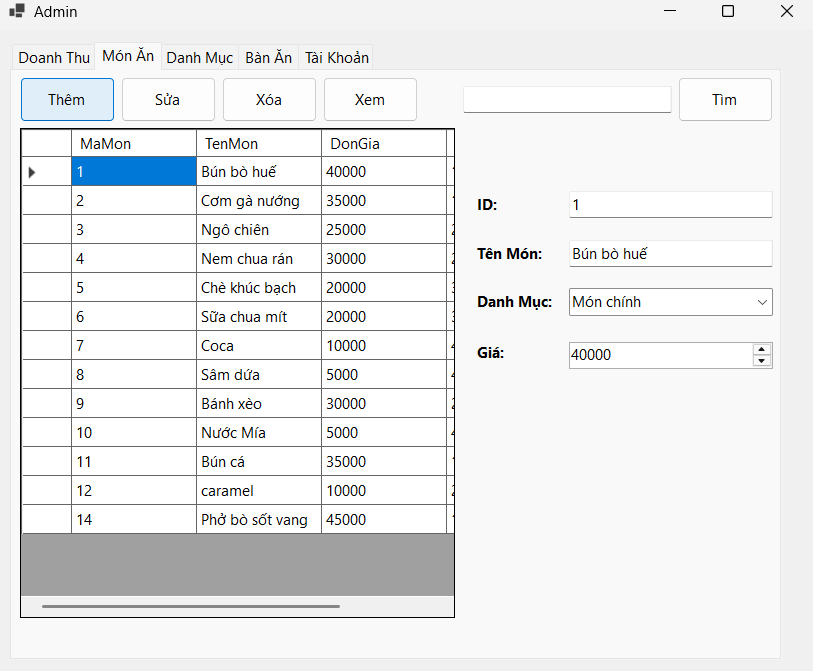 Admin
Doanh Thu Món Ăn Danh Mục Bàn Ăn Tài Khoản
Thêm Sửa Xóa Xem Tìm
MaMon TenMon DonGia
1 Bún bò huế 40000
2 Cơm gà nướng 35000
3 Ngô chiên 25000
4 Nem chua rán 30000
5 Chè khúc bạch 20000
6 Sữa chua mít 20000
7 Coca 10000
8 Sâm dứa 5000
9 Bánh xèo 30000
10 Nước Mía 5000
11 Bún cá 35000
12 caramel 10000
14 Phở bò sốt vang 45000
ID: 1
Tên Món: Bún bò huế
Danh Mục: Món chính
Giá: 40000